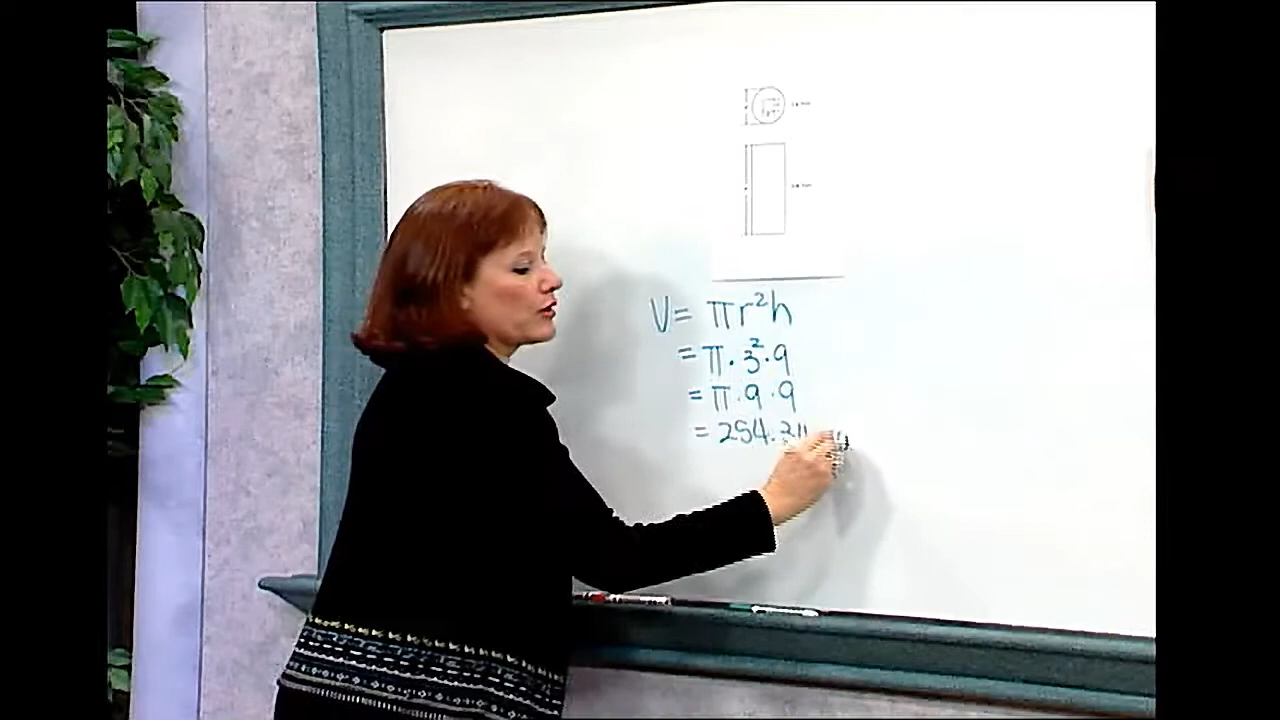 V = πr²h
= π · 3² · 9
= π · 9 · 9
= 254.34